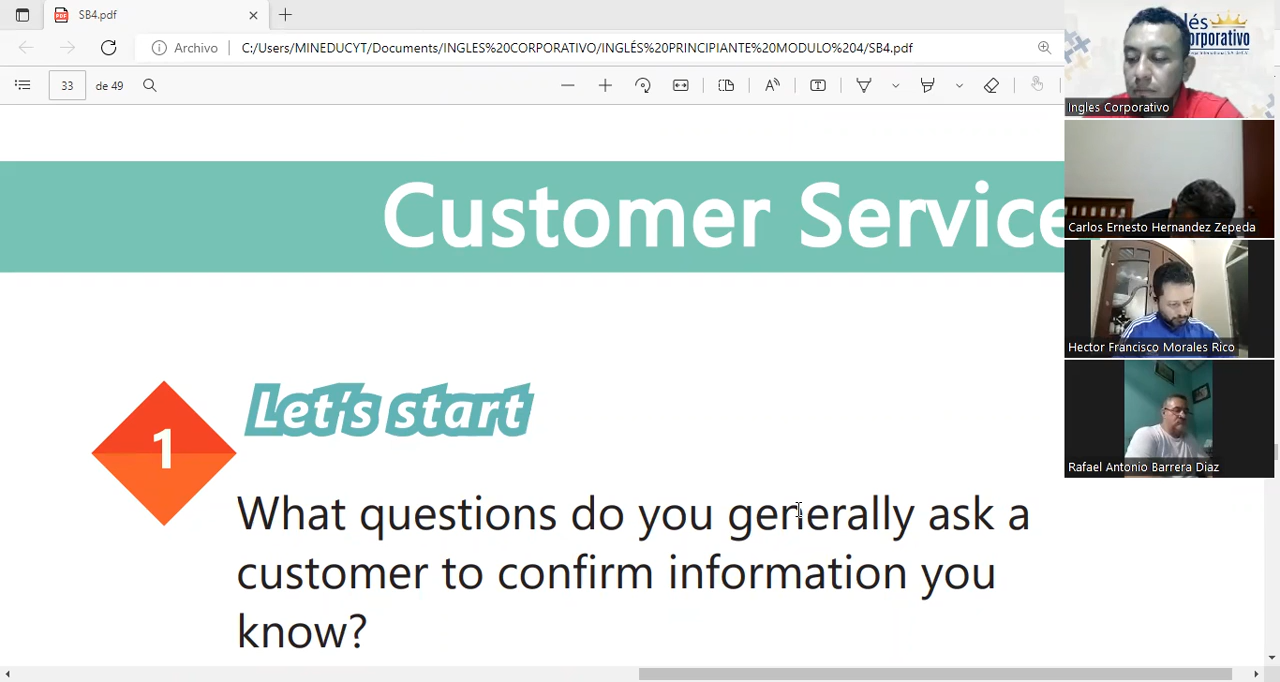 SB4.pdf
Archivo
C:/Users/MINEDUCYT/Documents/INGLES%20CORPORATIVO/INGLÉS%20PRINCIPIANTE%20MODULO%204/SB4.pdf
33
de 49
Customer Service
Let's start
1
What questions do you generally ask a
customer to confirm information you
know?
Ingles Corporativo
Carlos Ernesto Hernandez Zepeda
Hector Francisco Morales Rico
Rafael Antonio Barrera Diaz